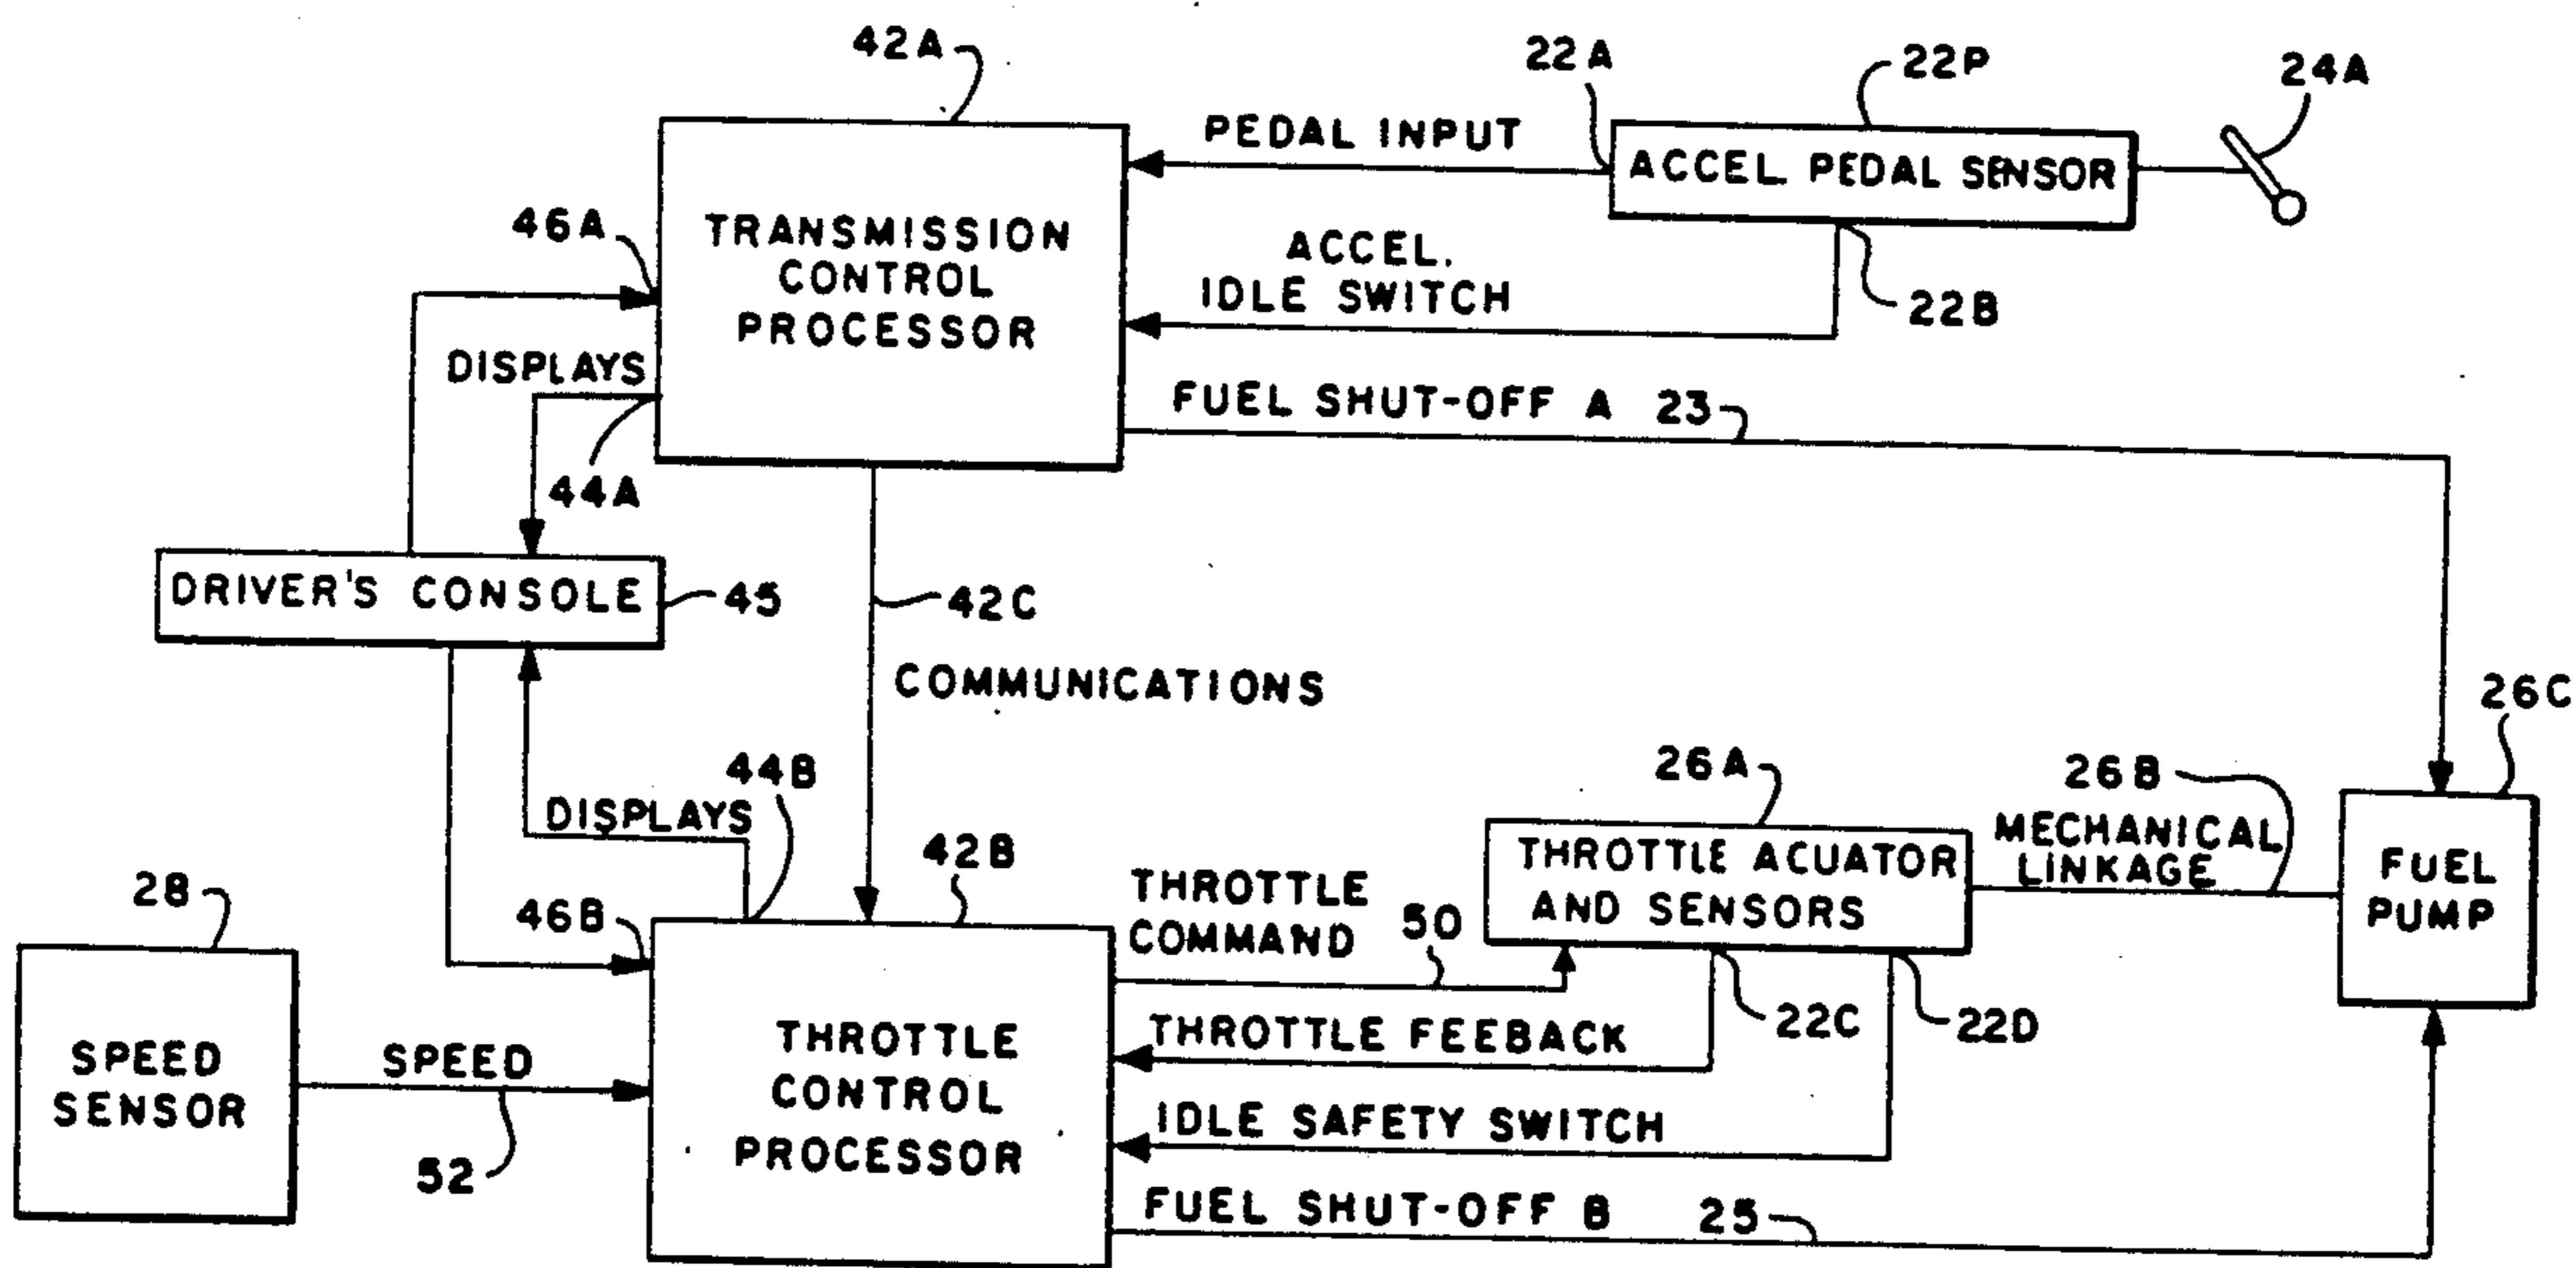 42A
22A
22P
24A
PEDAL INPUT
ACCEL PEDAL SENSOR
46A
TRANSMISSION
CONTROL
PROCESSOR
ACCEL.
IDLE SWITCH
22B
DISPLAYS
FUEL SHUT-OFF A 23
44A
DRIVER'S CONSOLE
45
42C
COMMUNICATIONS
26C
44B
26A
26B
DISPLAYS
42B
MECHANICAL
LINKAGE
THROTTLE ACUATOR
AND SENSORS
FUEL
PUMP
28
46B
THROTTLE
COMMAND
50
22C
22D
SPEED
SENSOR
SPEED
52
THROTTLE
CONTROL
PROCESSOR
THROTTLE FEEBACK
IDLE SAFETY SWITCH
FUEL SHUT-OFF B 25